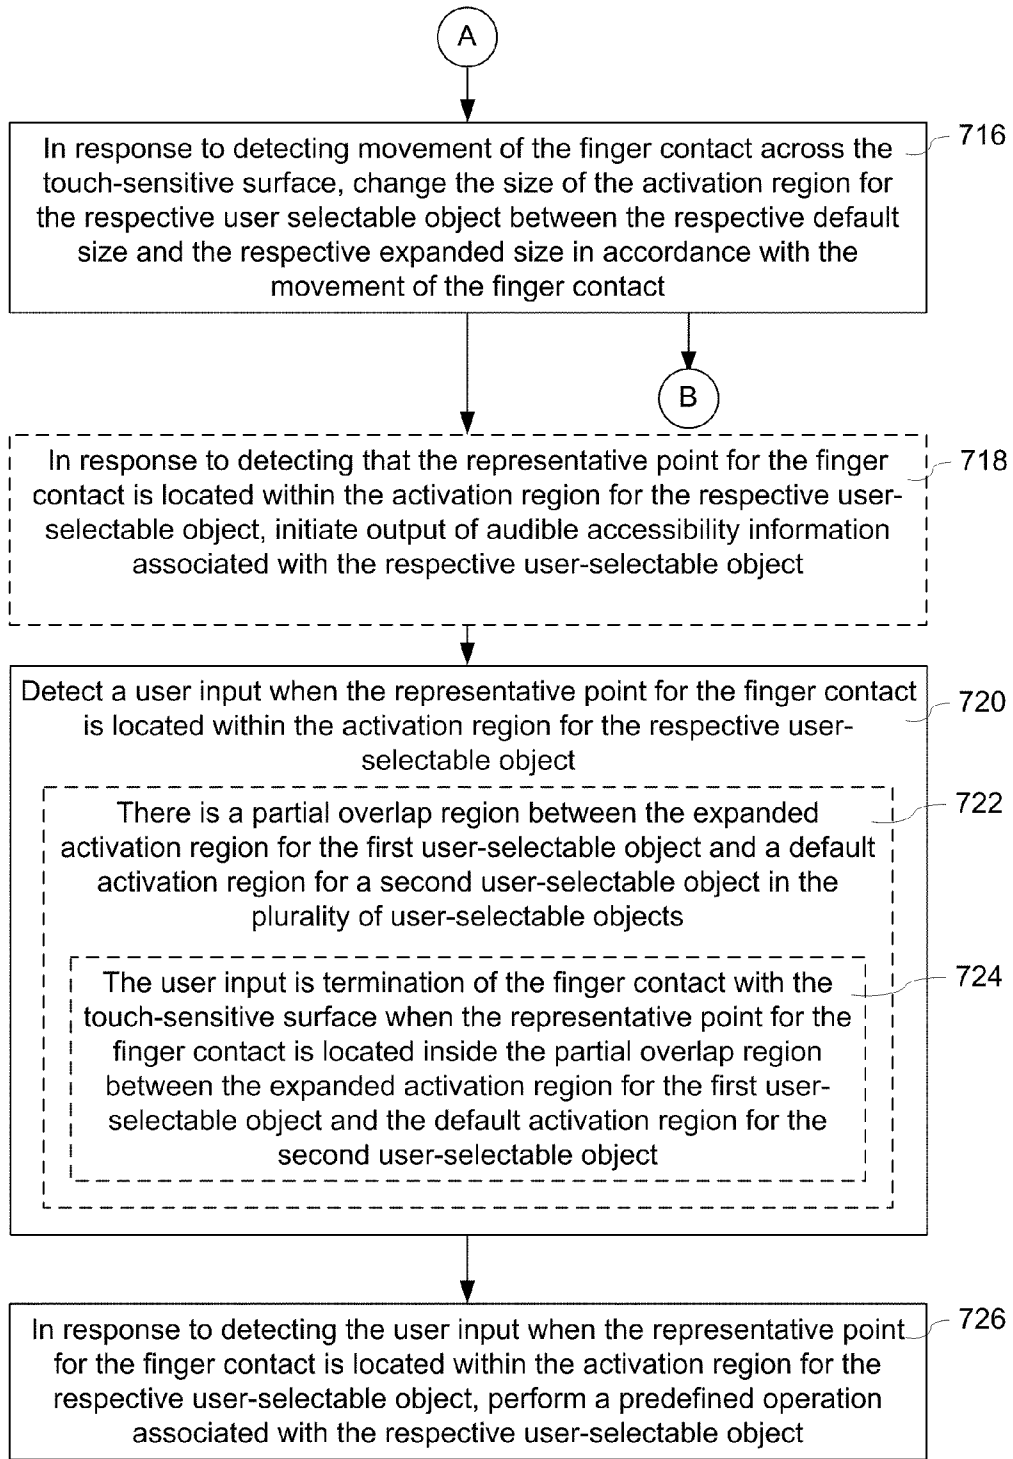 A
In response to detecting movement of the finger contact across the
touch-sensitive surface, change the size of the activation region for
the respective user selectable object between the respective default
size and the respective expanded size in accordance with the
movement of the finger contact
716
B
In response to detecting that the representative point for the finger
contact is located within the activation region for the respective user-
selectable object, initiate output of audible accessibility information
associated with the respective user-selectable object
718
Detect a user input when the representative point for the finger contact
is located within the activation region for the respective user-
selectable object
720
There is a partial overlap region between the expanded
activation region for the first user-selectable object and a default
activation region for a second user-selectable object in the
plurality of user-selectable objects
722
The user input is termination of the finger contact with the
touch-sensitive surface when the representative point for the
finger contact is located inside the partial overlap region
between the expanded activation region for the first user-
selectable object and the default activation region for the
second user-selectable object
724
In response to detecting the user input when the representative point
for the finger contact is located within the activation region for the
respective user-selectable object, perform a predefined operation
associated with the respective user-selectable object
726